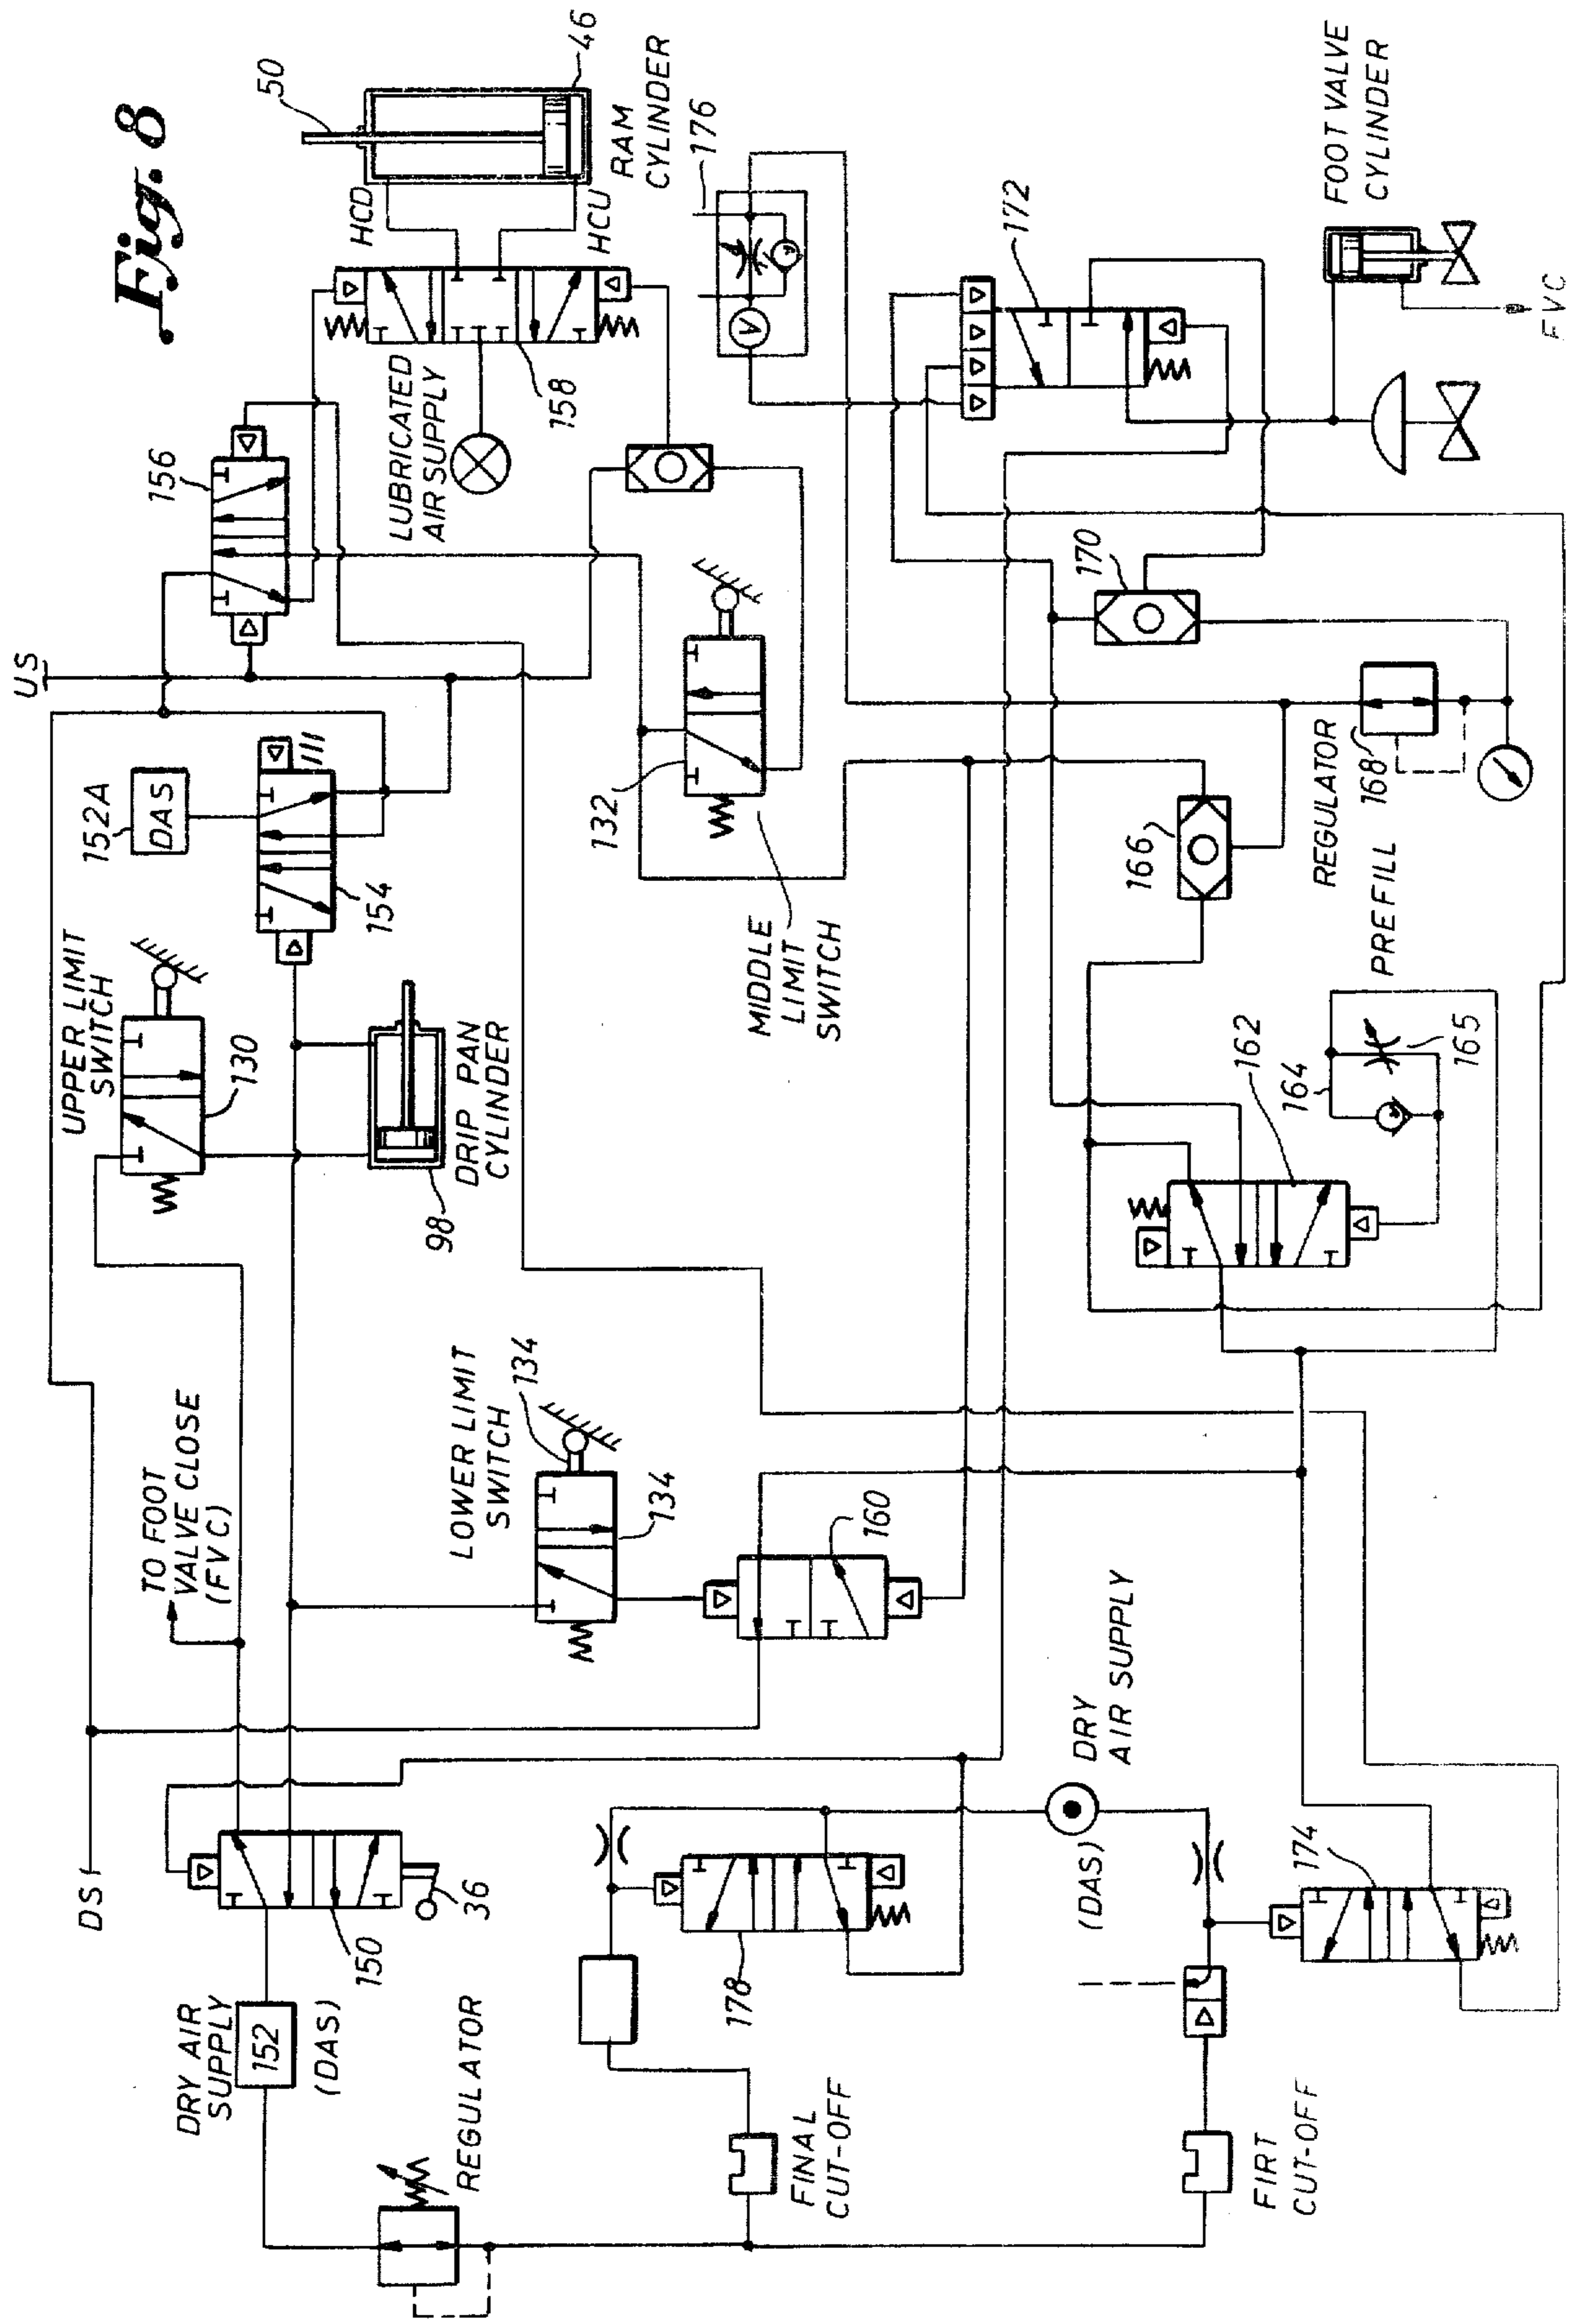 Fig. 8
US
DS
TO FOOT
VALVE CLOSE
(FVC)
UPPER LIMIT
SWITCH
130
152A
DAS
154
156
50
46
HCD
HCU
RAM
CYLINDER
LUBRICATED
AIR SUPPLY
158
176
V
132
MIDDLE
LIMIT
SWITCH
98
DRIP PAN
CYLINDER
LOWER LIMIT
SWITCH
134
134
160
36
150
DRY AIR
SUPPLY
152
(DAS)
REGULATOR
FINAL
CUT-OFF
178
DRY
AIR SUPPLY
(DAS)
FIRT
CUT-OFF
174
162
164
165
166
PREFILL
REGULATOR
168
170
172
FOOT VALVE
CYLINDER
FVC